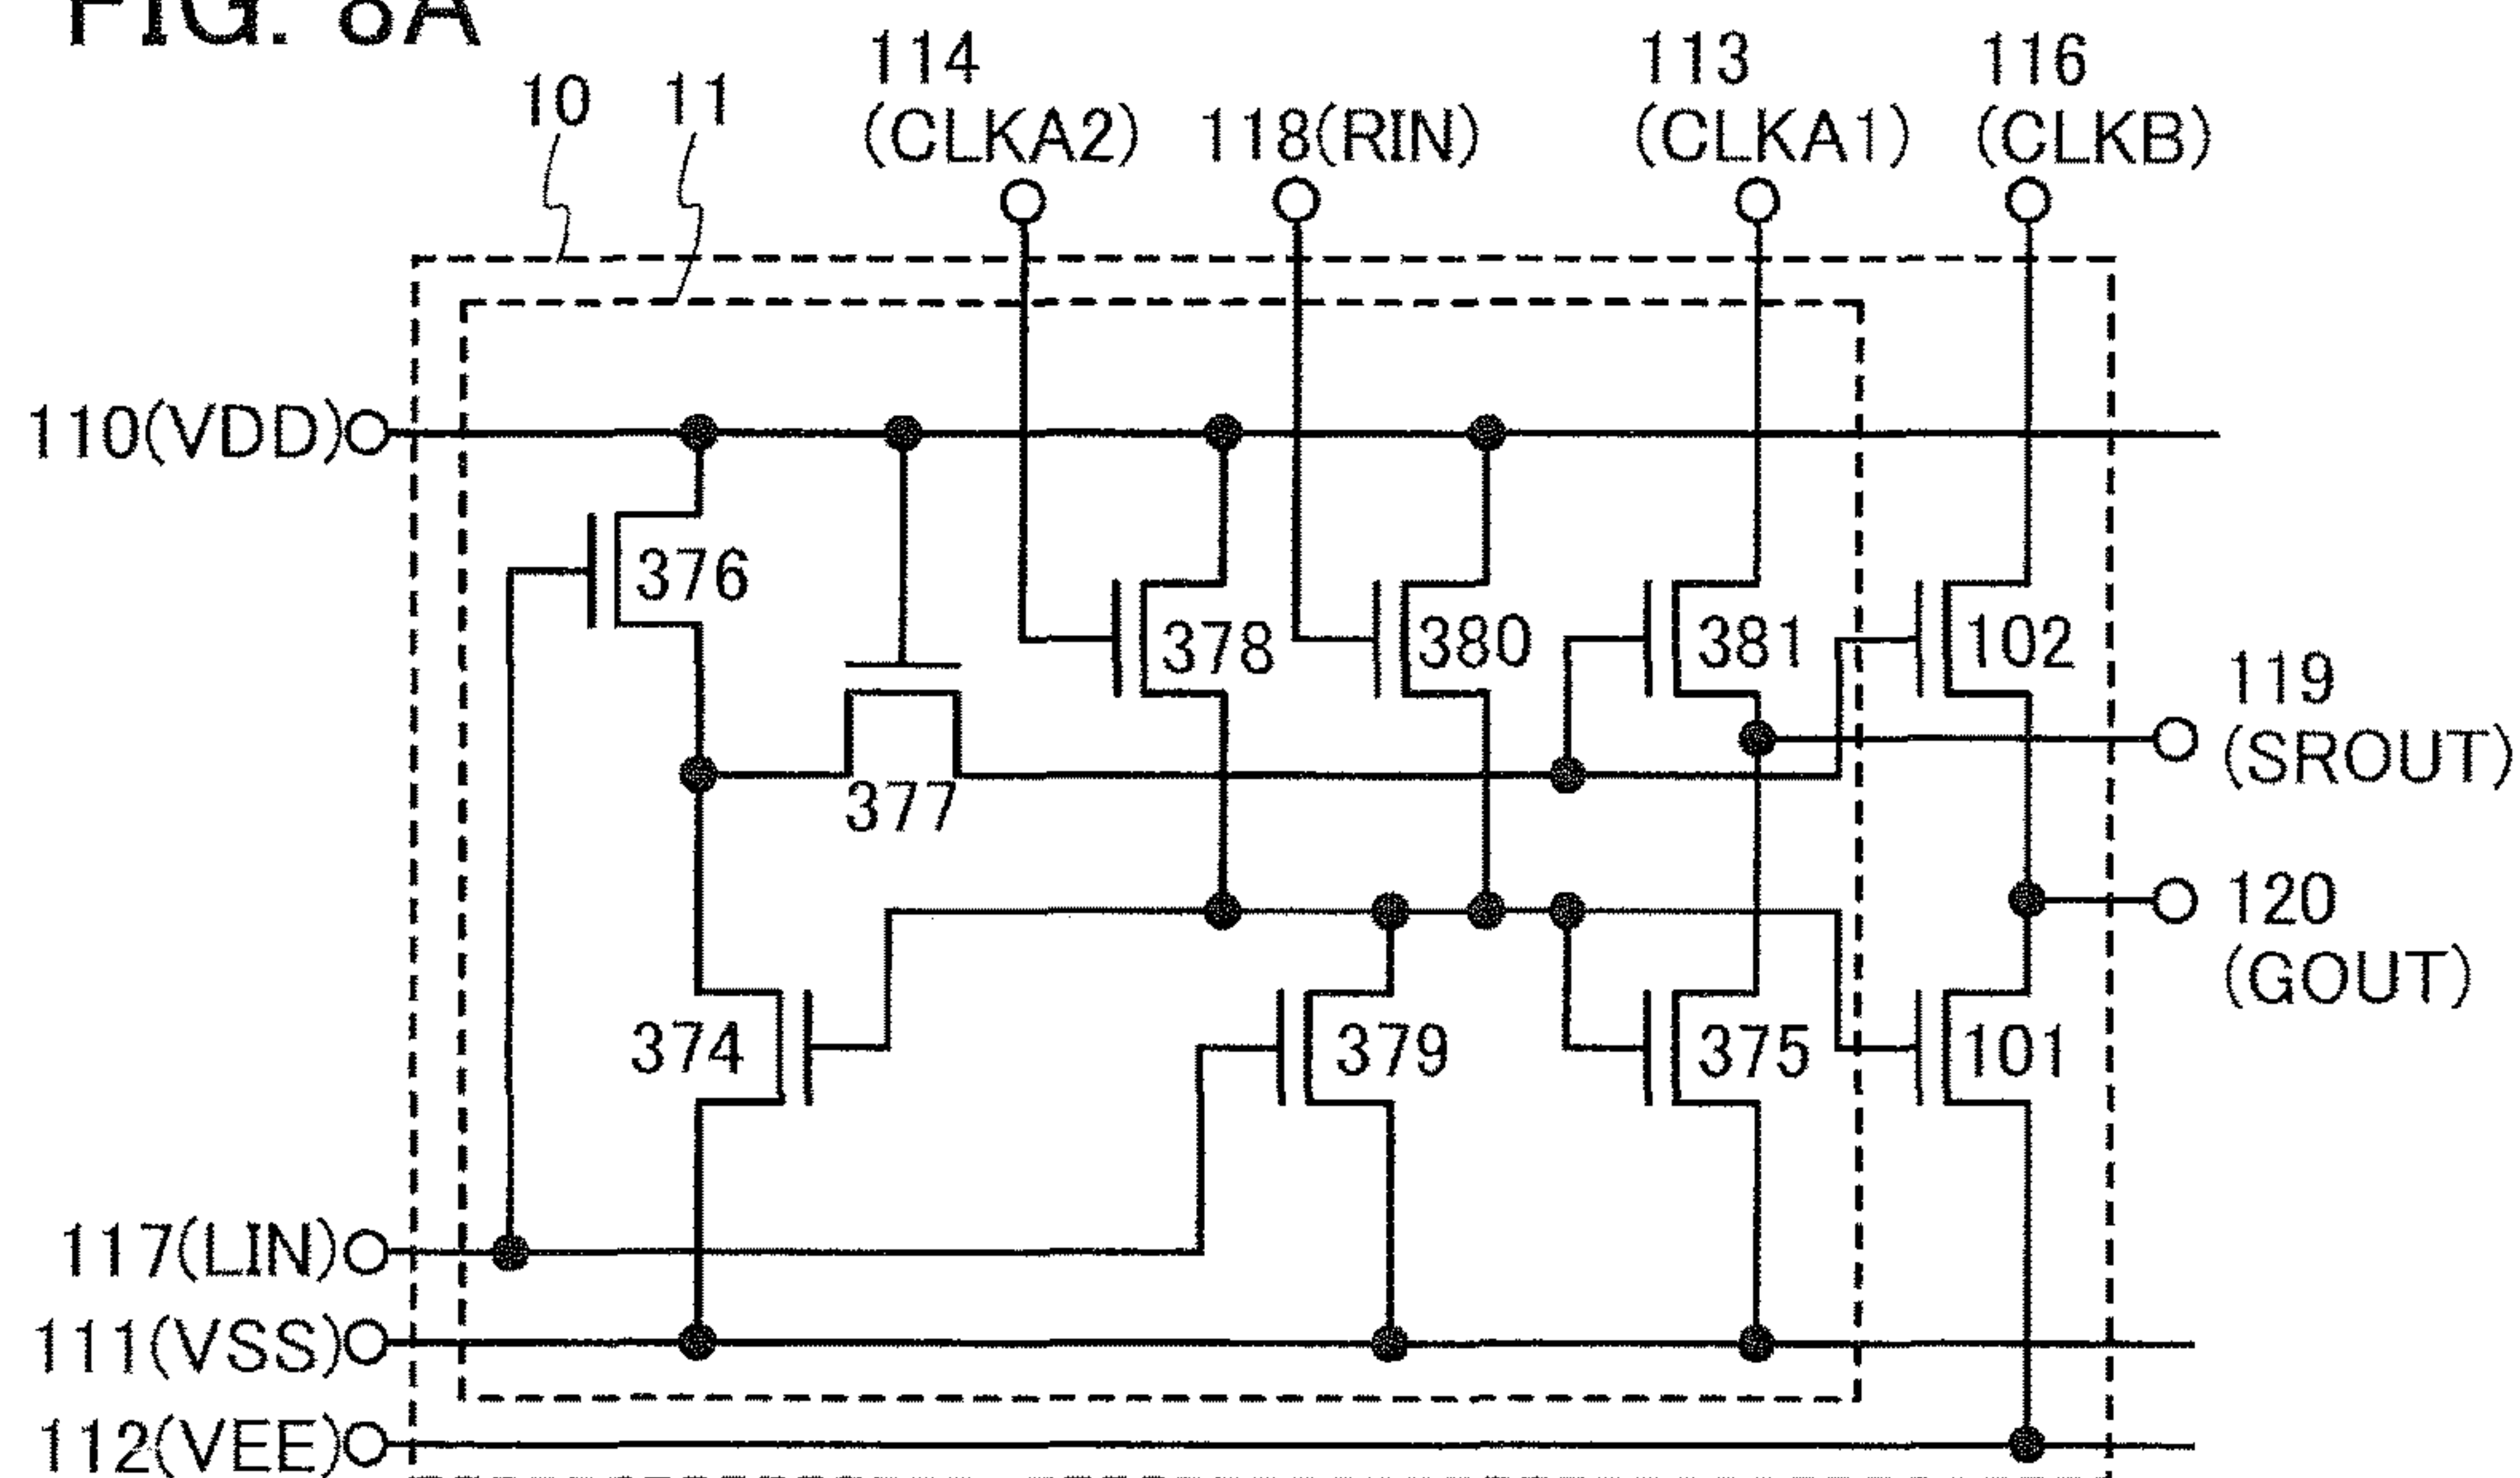 FIG. 8A
10
11
114
(CLKA2)
118(RIN)
113
(CLKA1)
116
(CLKB)
110(VDD)
376
378
380
381
102
119
(SROUT)
377
120
(GOUT)
374
379
375
101
117(LIN)
111(VSS)
112(VEE)